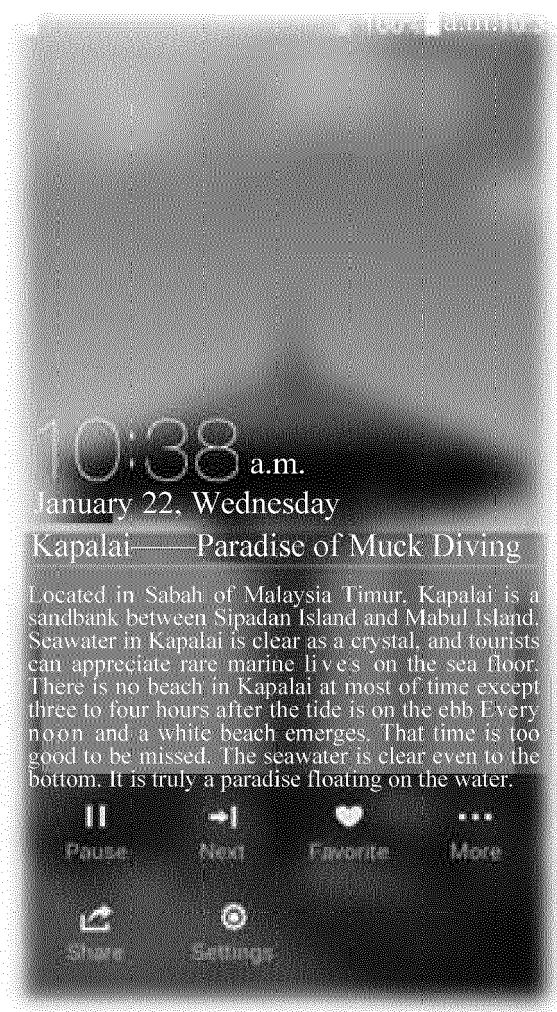 10:38 a.m.
January 22, Wednesday
Kapalai——Paradise of Muck Diving
Located in Sabah of Malaysia Timur, Kapalai is a
sandbank between Sipadan Island and Mabul Island.
Seawater in Kapalai is clear as a crystal, and tourists
can appreciate rare marine lives on the sea floor.
There is no beach in Kapalai at most of time except
three to four hours after the tide is on the ebb Every
noon and a white beach emerges. That time is too
good to be missed. The seawater is clear even to the
bottom. It is truly a paradise floating on the water.
Pause Next Favorite More
Share Settings